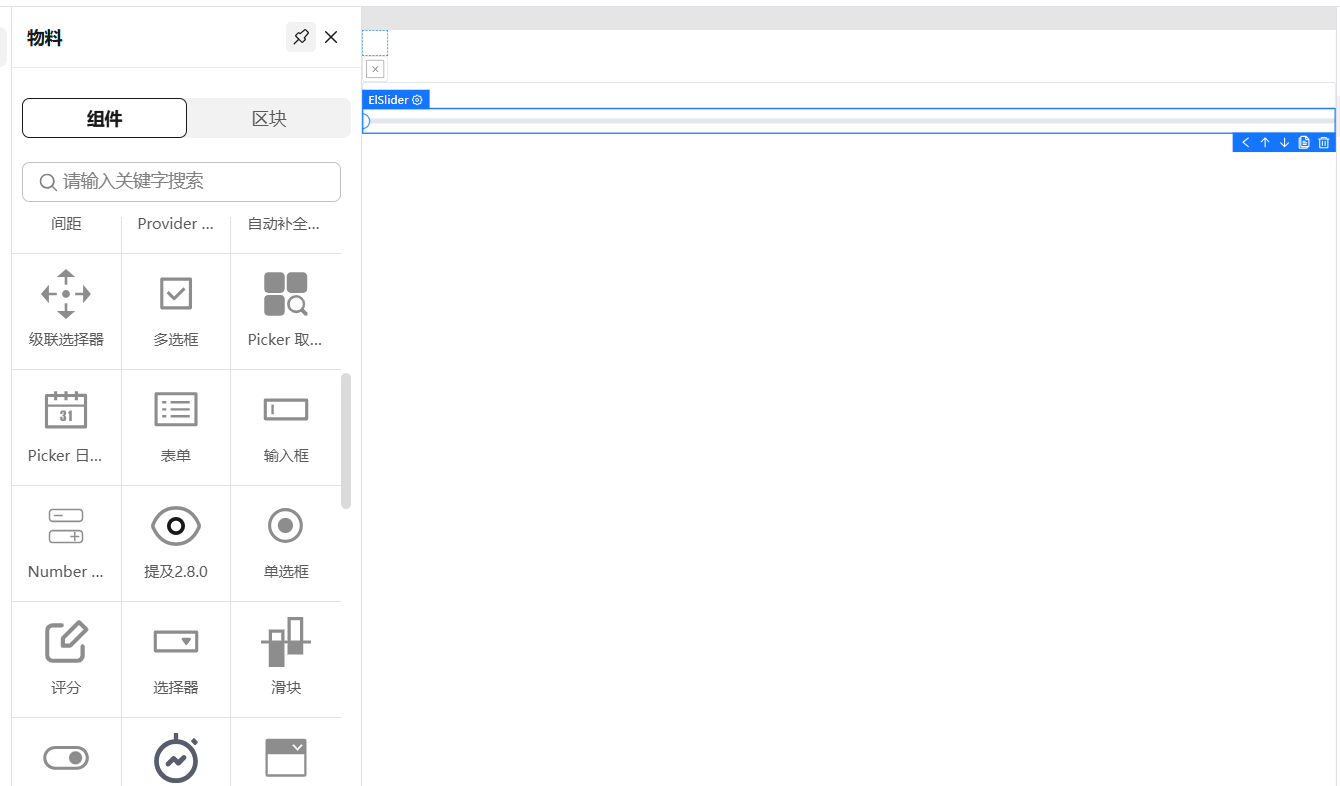 物料
组件
区块
请输入关键字搜索
间距
Provider ...
自动补全...
级联选择器
多选框
Picker 取...
31
Picker 日...
表单
输入框
Number ...
提及2.8.0
单选框
评分
选择器
滑块
ElSlider